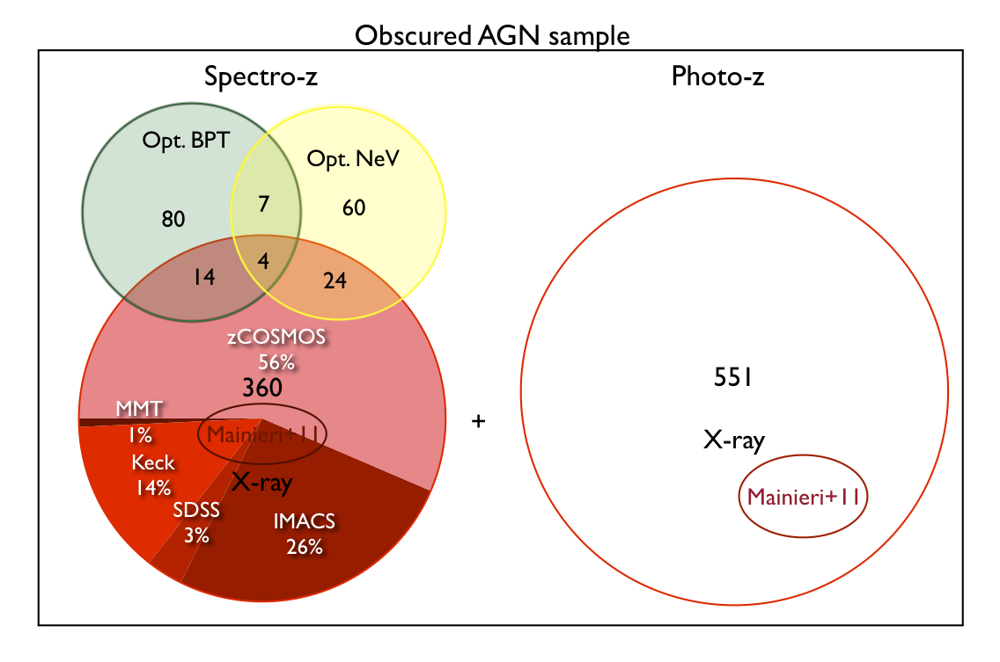 Obscured AGN sample
Spectro-z
Photo-z
Opt. BPT
Opt. NeV
7
60
80
4
14
24
zCOSMOS
56%
360
551
MMT
1%
Mainieri+11
+
X-ray
Keck
14%
X-ray
Mainieri+11
SDSS
3%
IMACS
26%